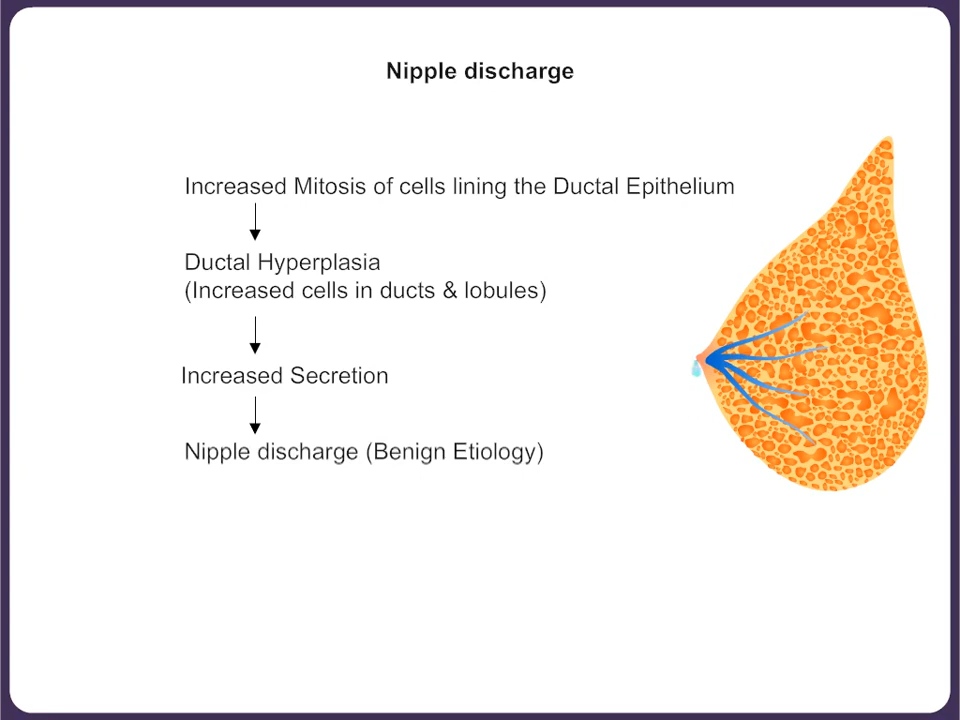 Nipple discharge
Increased Mitosis of cells lining the Ductal Epithelium
Ductal Hyperplasia
(Increased cells in ducts & lobules)
Increased Secretion
Nipple discharge (Benign Etiology)